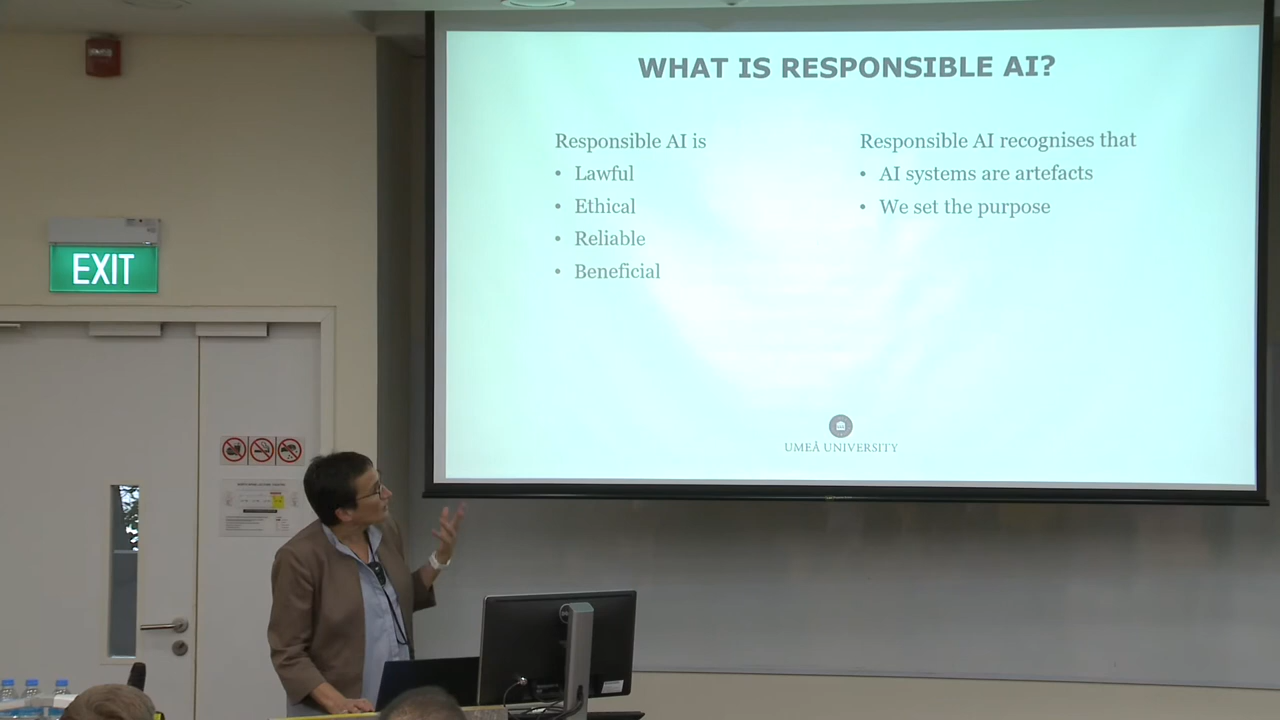 WHAT IS RESPONSIBLE AI?
Responsible AI is
• Lawful
• Ethical
• Reliable
• Beneficial
Responsible AI recognises that
• AI systems are artefacts
• We set the purpose
UMEÅ UNIVERSITY
EXIT